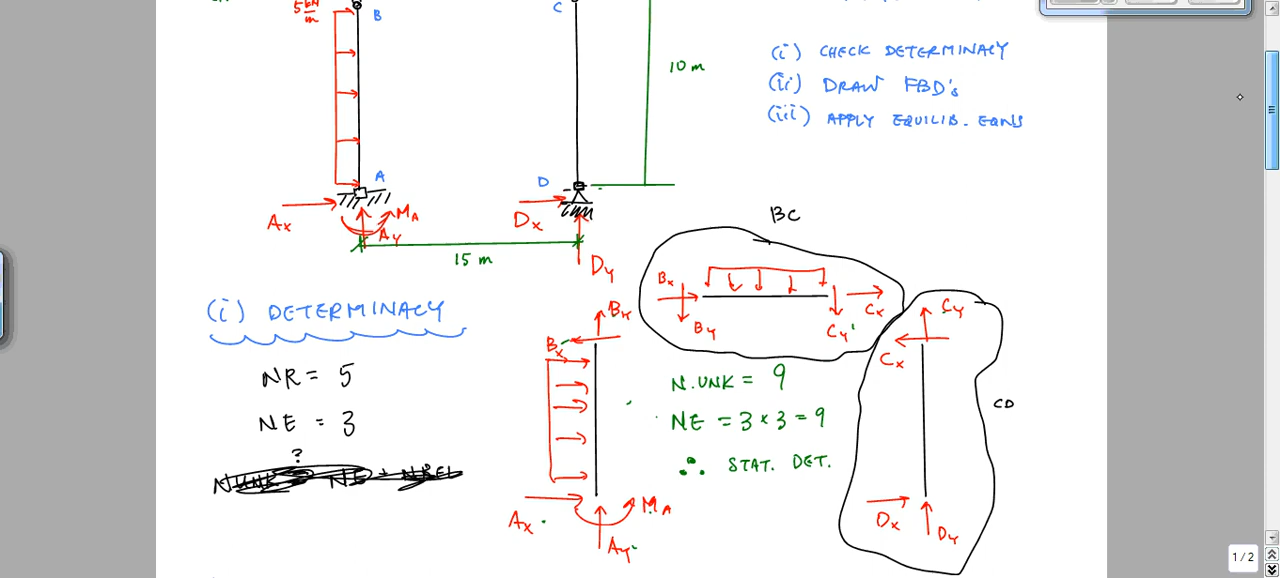 5 kN/m
B
C
10 m
(i) CHECK DETERMINACY
(ii) DRAW FBD's
(iii) APPLY EQUILIB. EQNS
A
D
Ax
MA
AY
Dx
DY
15 m
BC
(i) DETERMINACY
NR = 5
NE = 3
?
Bx
BY
CY
Cx
Bx
Bx
N.UNK = 9
NE = 3 × 3 = 9
∴ STAT. DET.
Ax
MA
AY
CY
Cx
CD
Dx
DY
1 / 2